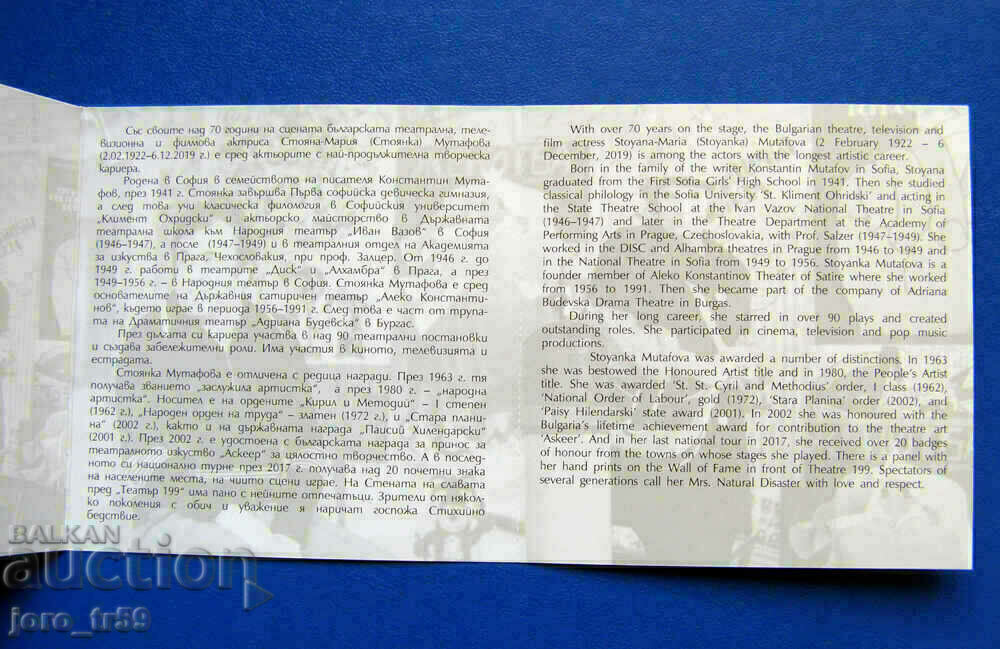 Със своите над 70 години на сцената българската театрална, теле-
визионна и филмова актриса Стояна-Мария (Стоянка) Мутафова
(2.02.1922–6.12.2019 г.) е сред актьорите с най-продължителна творческа
кариера.
Родена в София в семейството на писателя Константин Мута-
фов, през 1941 г. Стоянка завършва Първа софийска девическа гимназия,
а след това учи класическа филология в Софийския университет
„Климент Охридски“ и актьорско майсторство в Държавната
театрална школа към Народния театър „Иван Вазов“ в София
(1946–1947), а после (1947–1949) и в театралния отдел на Академията
за изкуства в Прага, Чехословакия, при проф. Залцер. От 1946 г. до
1949 г. работи в театрите „Диск“ и „Алхамбра“ в Прага, а през
1949–1956 г. – в Народния театър в София. Стоянка Мутафова е сред
основателите на Държавния сатиричен театър „Алеко Константи-
нов“, където играе в периода 1956–1991 г. След това е част от трупа-
та на Драматичния театър „Адриана Будевска“ в Бургас.
През дългата си кариера участва в над 90 театрални постановки
и създава забележителни роли. Има участия в киното, телевизията и
естрадата.
Стоянка Мутафова е отличена с редица награди. През 1963 г. тя
получава званието „заслужила артистка“, а през 1980 г. – „народна
артистка“. Носител е на ордените „Кирил и Методий“ – I степен
(1962 г.), „Народен орден на труда“ – златен (1972 г.), и „Стара плани-
на“ (2002 г.), както и на държавната награда „Паисий Хилендарски“
(2001 г.). През 2002 г. е удостоена с българската награда за принос за
театралното изкуство „Аскеер“ за цялостно творчество. А в послед-
ното си национално турне през 2017 г. получава над 20 почетни знака
на населените места, на чиито сцени играе. На Стената на славата
пред „Театър 199“ има пано с нейните отпечатъци. Зрители от някол-
ко поколения с обич и уважение я наричат госпожа Стихийно
бедствие.
With over 70 years on the stage, the Bulgarian theatre, television and
film actress Stoyana-Maria (Stoyanka) Mutafova (2 February 1922 – 6
December, 2019) is among the actors with the longest artistic career.
Born in the family of the writer Konstantin Mutafov in Sofia, Stoyana
graduated from the First Sofia Girls' High School in 1941. Then she studied
classical philology in the Sofia University 'St. Kliment Ohridski' and acting in
the State Theatre School at the Ivan Vazov National Theatre in Sofia
(1946–1947) and later in the Theatre Department at the Academy of
Performing Arts in Prague, Czechoslovakia, with Prof. Salzer (1947–1949). She
worked in the DISC and Alhambra theatres in Prague from 1946 to 1949 and
in the National Theatre in Sofia from 1949 to 1956. Stoyanka Mutafova is a
founder member of Aleko Konstantinov Theater of Satire where she worked
from 1956 to 1991. Then she became part of the company of Adriana
Budevska Drama Theatre in Burgas.
During her long career, she starred in over 90 plays and created
outstanding roles. She participated in cinema, television and pop music
productions.
Stoyanka Mutafova was awarded a number of distinctions. In 1963
she was bestowed the Honoured Artist title and in 1980, the People's Artist
title. She was awarded 'St. St. Cyril and Methodius' order, I class (1962),
'National Order of Labour', gold (1972), 'Stara Planina' order (2002), and
'Paisy Hilendarski' state award (2001). In 2002 she was honoured with the
Bulgaria's lifetime achievement award for contribution to the theatre art
'Askeer'. And in her last national tour in 2017, she received over 20 badges
of honour from the towns on whose stages she played. There is a panel with
her hand prints on the Wall of Fame in front of Theatre 199. Spectators of
several generations call her Mrs. Natural Disaster with love and respect.
BALKAN
auction
joro_tr59